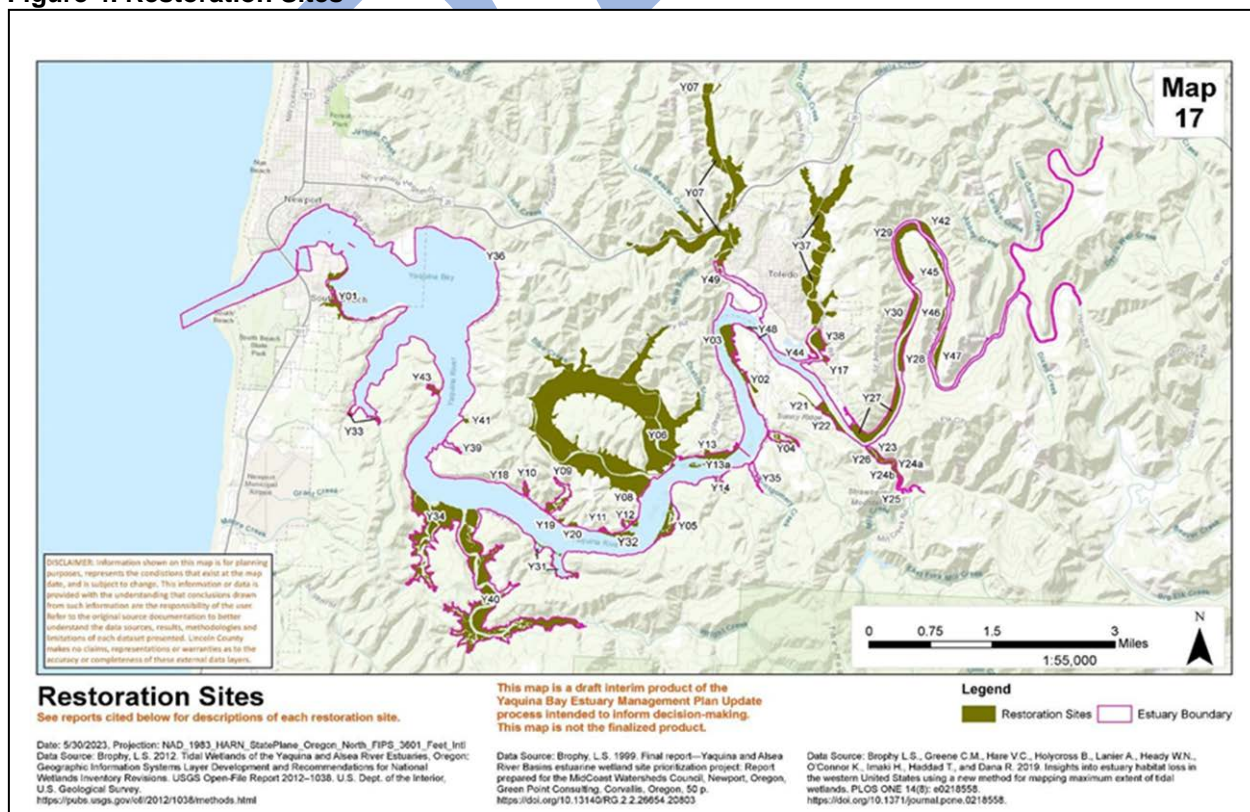 Figure 4. Restoration Sites
Map
17
Y07
Newport
Y07
Y29
Y42
Y37
Yaquina Bay
Y36
Toledo
Y45
Y49
Y01
South Beach
South Beach
State
Park
Y30
Y46
Y48
Y03
Y38
Y44
Y28
Y47
Y17
Y02
Y43
Y27
Y21
Y33
Y41
Y22
Y06
Y13
Y04
Y23
Y39
Y26
Y24a
Y13a
Y18
Y10
Y09
Y24b
Y14
Y35
Y25
Newport
Municipal
Airport
Y08
Y34
Y11
Y12
Y19
Y20
Y05
Y32
Y31
Y40
DISCLAIMER: Information shown on this map is for planning
purposes, represents the conditions that exist at the map
date, and is subject to change. This information or data is
provided with the understanding that conclusions drawn
from such information are the responsibility of the user.
Refer to the original source documentation to better
understand the data sources, results, methodologies and
limitations of each dataset presented. Lincoln County
makes no claims, representations or warranties as to the
accuracy or completeness of these external data layers.
N
0 0.75 1.5 3
Miles
1:55,000
Restoration Sites
See reports cited below for descriptions of each restoration site.
Date: 5/30/2023, Projection: NAD_1983_HARN_StatePlane_Oregon_North_FIPS_3601_Feet_Intl
Data Source: Brophy, L.S. 2012. Tidal Wetlands of the Yaquina and Alsea River Estuaries, Oregon:
Geographic Information Systems Layer Development and Recommendations for National
Wetlands Inventory Revisions. USGS Open-File Report 2012–1038. U.S. Dept. of the Interior,
U.S. Geological Survey.
https://pubs.usgs.gov/of/2012/1038/methods.html
This map is a draft interim product of the
Yaquina Bay Estuary Management Plan Update
process intended to inform decision-making.
This map is not the finalized product.
Data Source: Brophy, L.S. 1999. Final report—Yaquina and Alsea
River Basins estuarine wetland site prioritization project: Report
prepared for the MidCoast Watersheds Council, Newport, Oregon,
Green Point Consulting, Corvallis, Oregon, 50 p.
https://doi.org/10.13140/RG.2.2.26654.20803
Legend
Restoration Sites
Estuary Boundary
Data Source: Brophy L.S., Greene C.M., Hare V.C., Holycross B., Lanier A., Heady W.N.,
O'Connor K., Imaki H., Haddad T., and Dana R. 2019. Insights into estuary habitat loss in
the western United States using a new method for mapping maximum extent of tidal
wetlands. PLOS ONE 14(8): e0218558.
https://doi.org/10.1371/journal.pone.0218558.